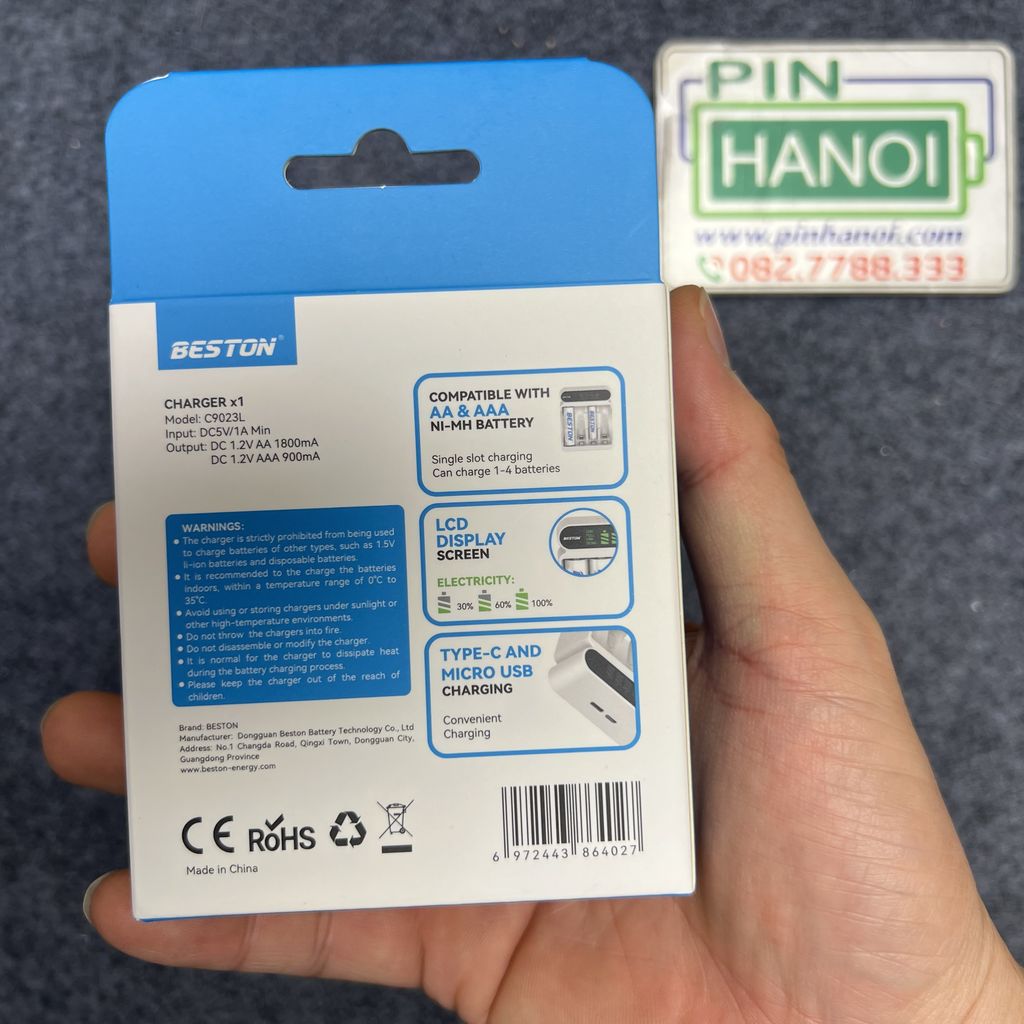 PIN
HANOI
www.pinhanoi.com
082.7788.333
BESTON®
CHARGER x1
Model: C9023L
Input: DC5V/1A Min
Output: DC 1.2V AA 1800mA
DC 1.2V AAA 900mA
COMPATIBLE WITH
AA & AAA
NI-MH BATTERY
Single slot charging
Can charge 1-4 batteries
BESTON
BESTON
WARNINGS:
• The charger is strictly prohibited from being used
to charge batteries of other types, such as 1.5V
li-ion batteries and disposable batteries.
• It is recommended to the charge the batteries
indoors, within a temperature range of 0°C to
35°C.
• Avoid using or storing chargers under sunlight or
other high-temperature environments.
• Do not throw the chargers into fire.
• Do not disassemble or modify the charger.
• It is normal for the charger to dissipate heat
during the battery charging process.
• Please keep the charger out of the reach of
children.
LCD
DISPLAY
SCREEN
BESTON
ELECTRICITY:
30% 60% 100%
TYPE-C AND
MICRO USB
CHARGING
Convenient
Charging
Brand: BESTON
Manufacturer: Dongguan Beston Battery Technology Co., Ltd
Address: No.1 Changda Road, Qingxi Town, Dongguan City,
Guangdong Province
www.beston-energy.com
CE RoHS
Made in China
6 972443 864027